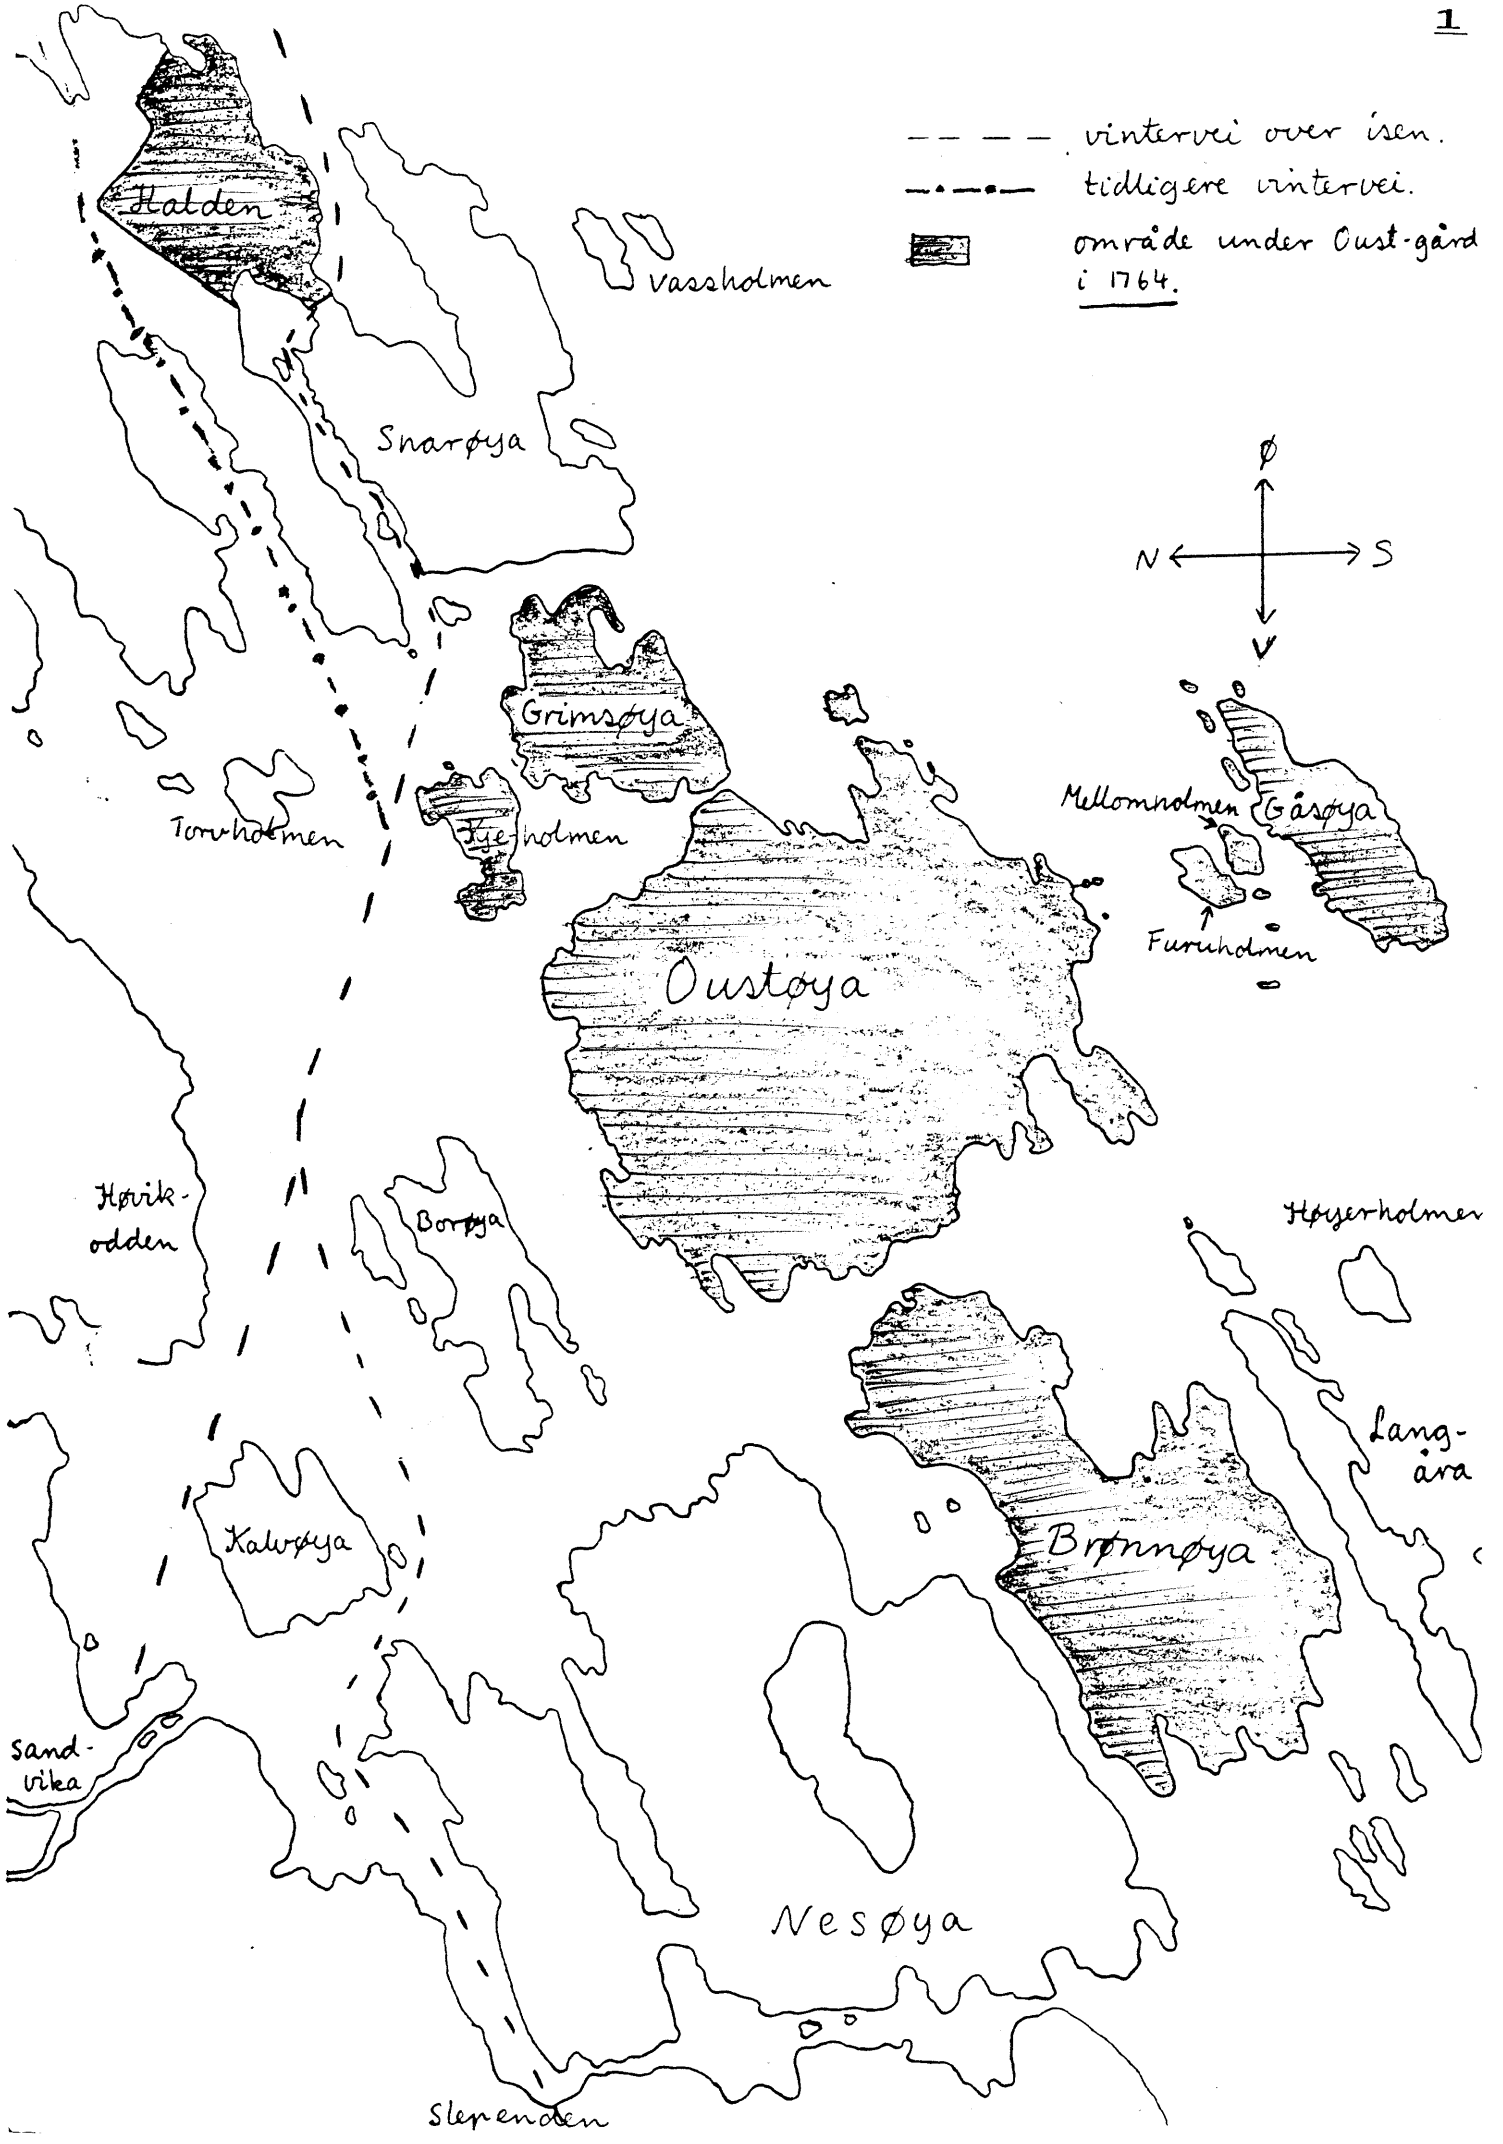 1
vintervei over isen.
tidligere vintervei.
område under Oust-gård
i 1764.
Halden
Vassholmen
Snarøya
Ø
N
S
V
Grimsøya
Mellomholmen
Gåsøya
Torvholmen
Kjeholmen
Furuholmen
Oustøya
Høvik-
odden
Borøya
Høyerholmen
Lang-
åra
Kalvøya
Brønnøya
Sand-
vika
Nesøya
Slependen